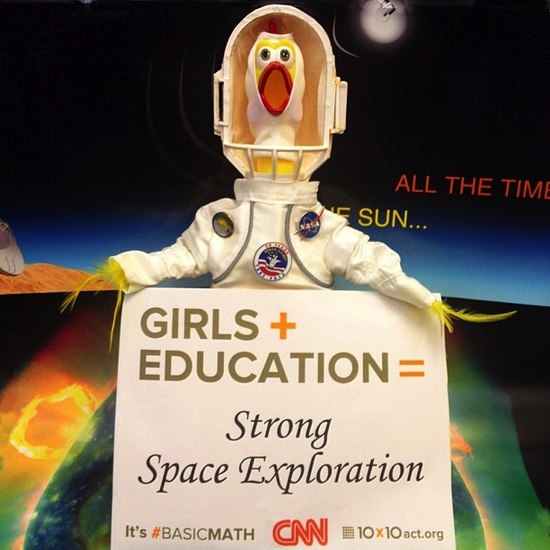 ALL THE TIME
E SUN...
NASA
GIRLS +
EDUCATION =
Strong
Space Exploration
It's #BASICMATH CNN 10x10act.org